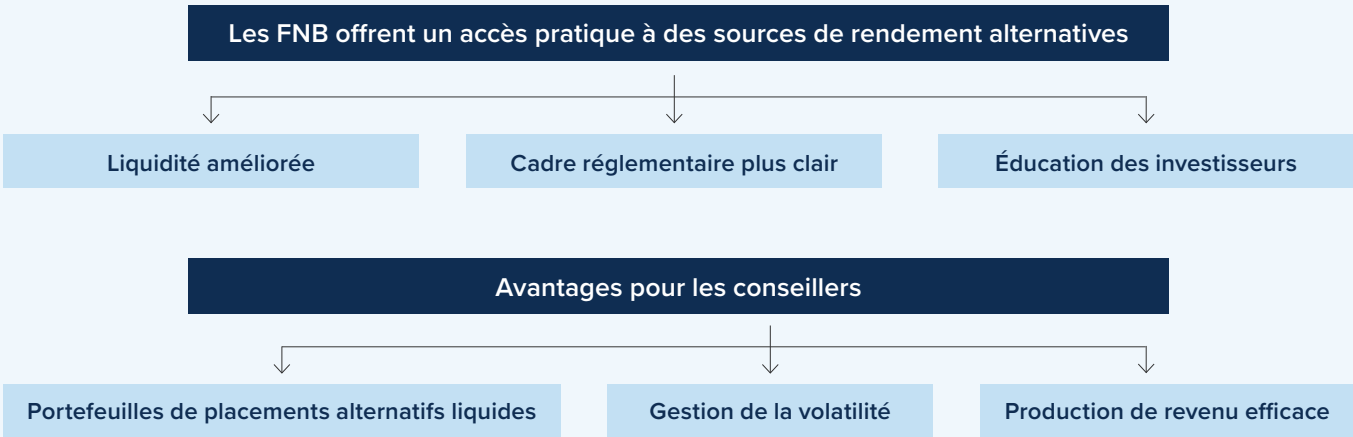 Les FNB offrent un accès pratique à des sources de rendement alternatives
Liquidité améliorée
Cadre réglementaire plus clair
Éducation des investisseurs
Avantages pour les conseillers
Portefeuilles de placements alternatifs liquides
Gestion de la volatilité
Production de revenu efficace